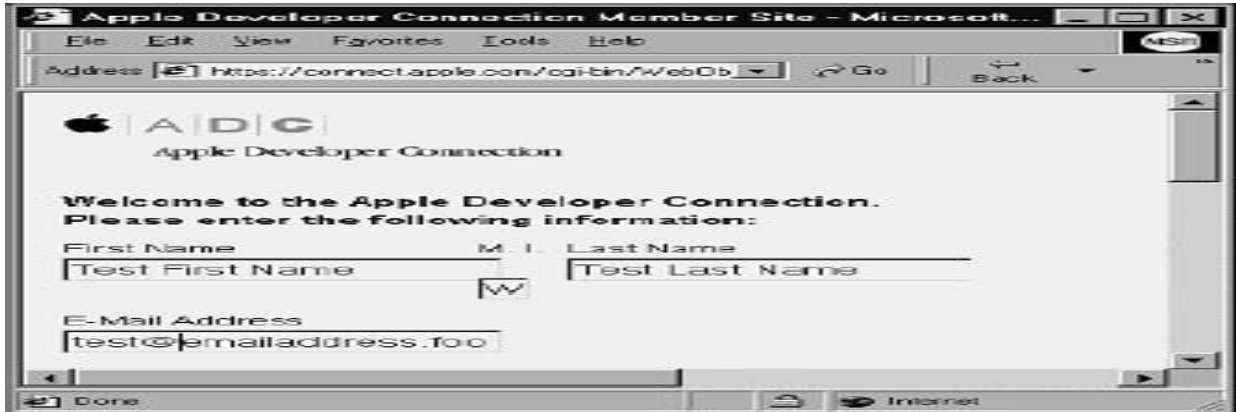 Apple Developer Connection Member Site - Microsoft...
File Edit View Favorites Tools Help
MSn
Address https://connect.apple.com/cgi-bin/WebOb Go Back
A D C
Apple Developer Connection
Welcome to the Apple Developer Connection.
Please enter the following information:
First Name M. I. Last Name
Test First Name W Test Last Name
E-Mail Address
test@emailaddress.foo
Done Internet